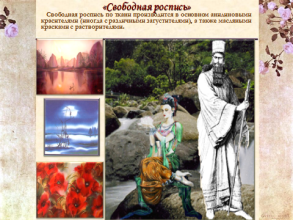 «Свободная роспись»
Свободная роспись по ткани производится в основном анилиновыми
красителями (иногда с различными загустителями), а также масляными
красками с растворителями.